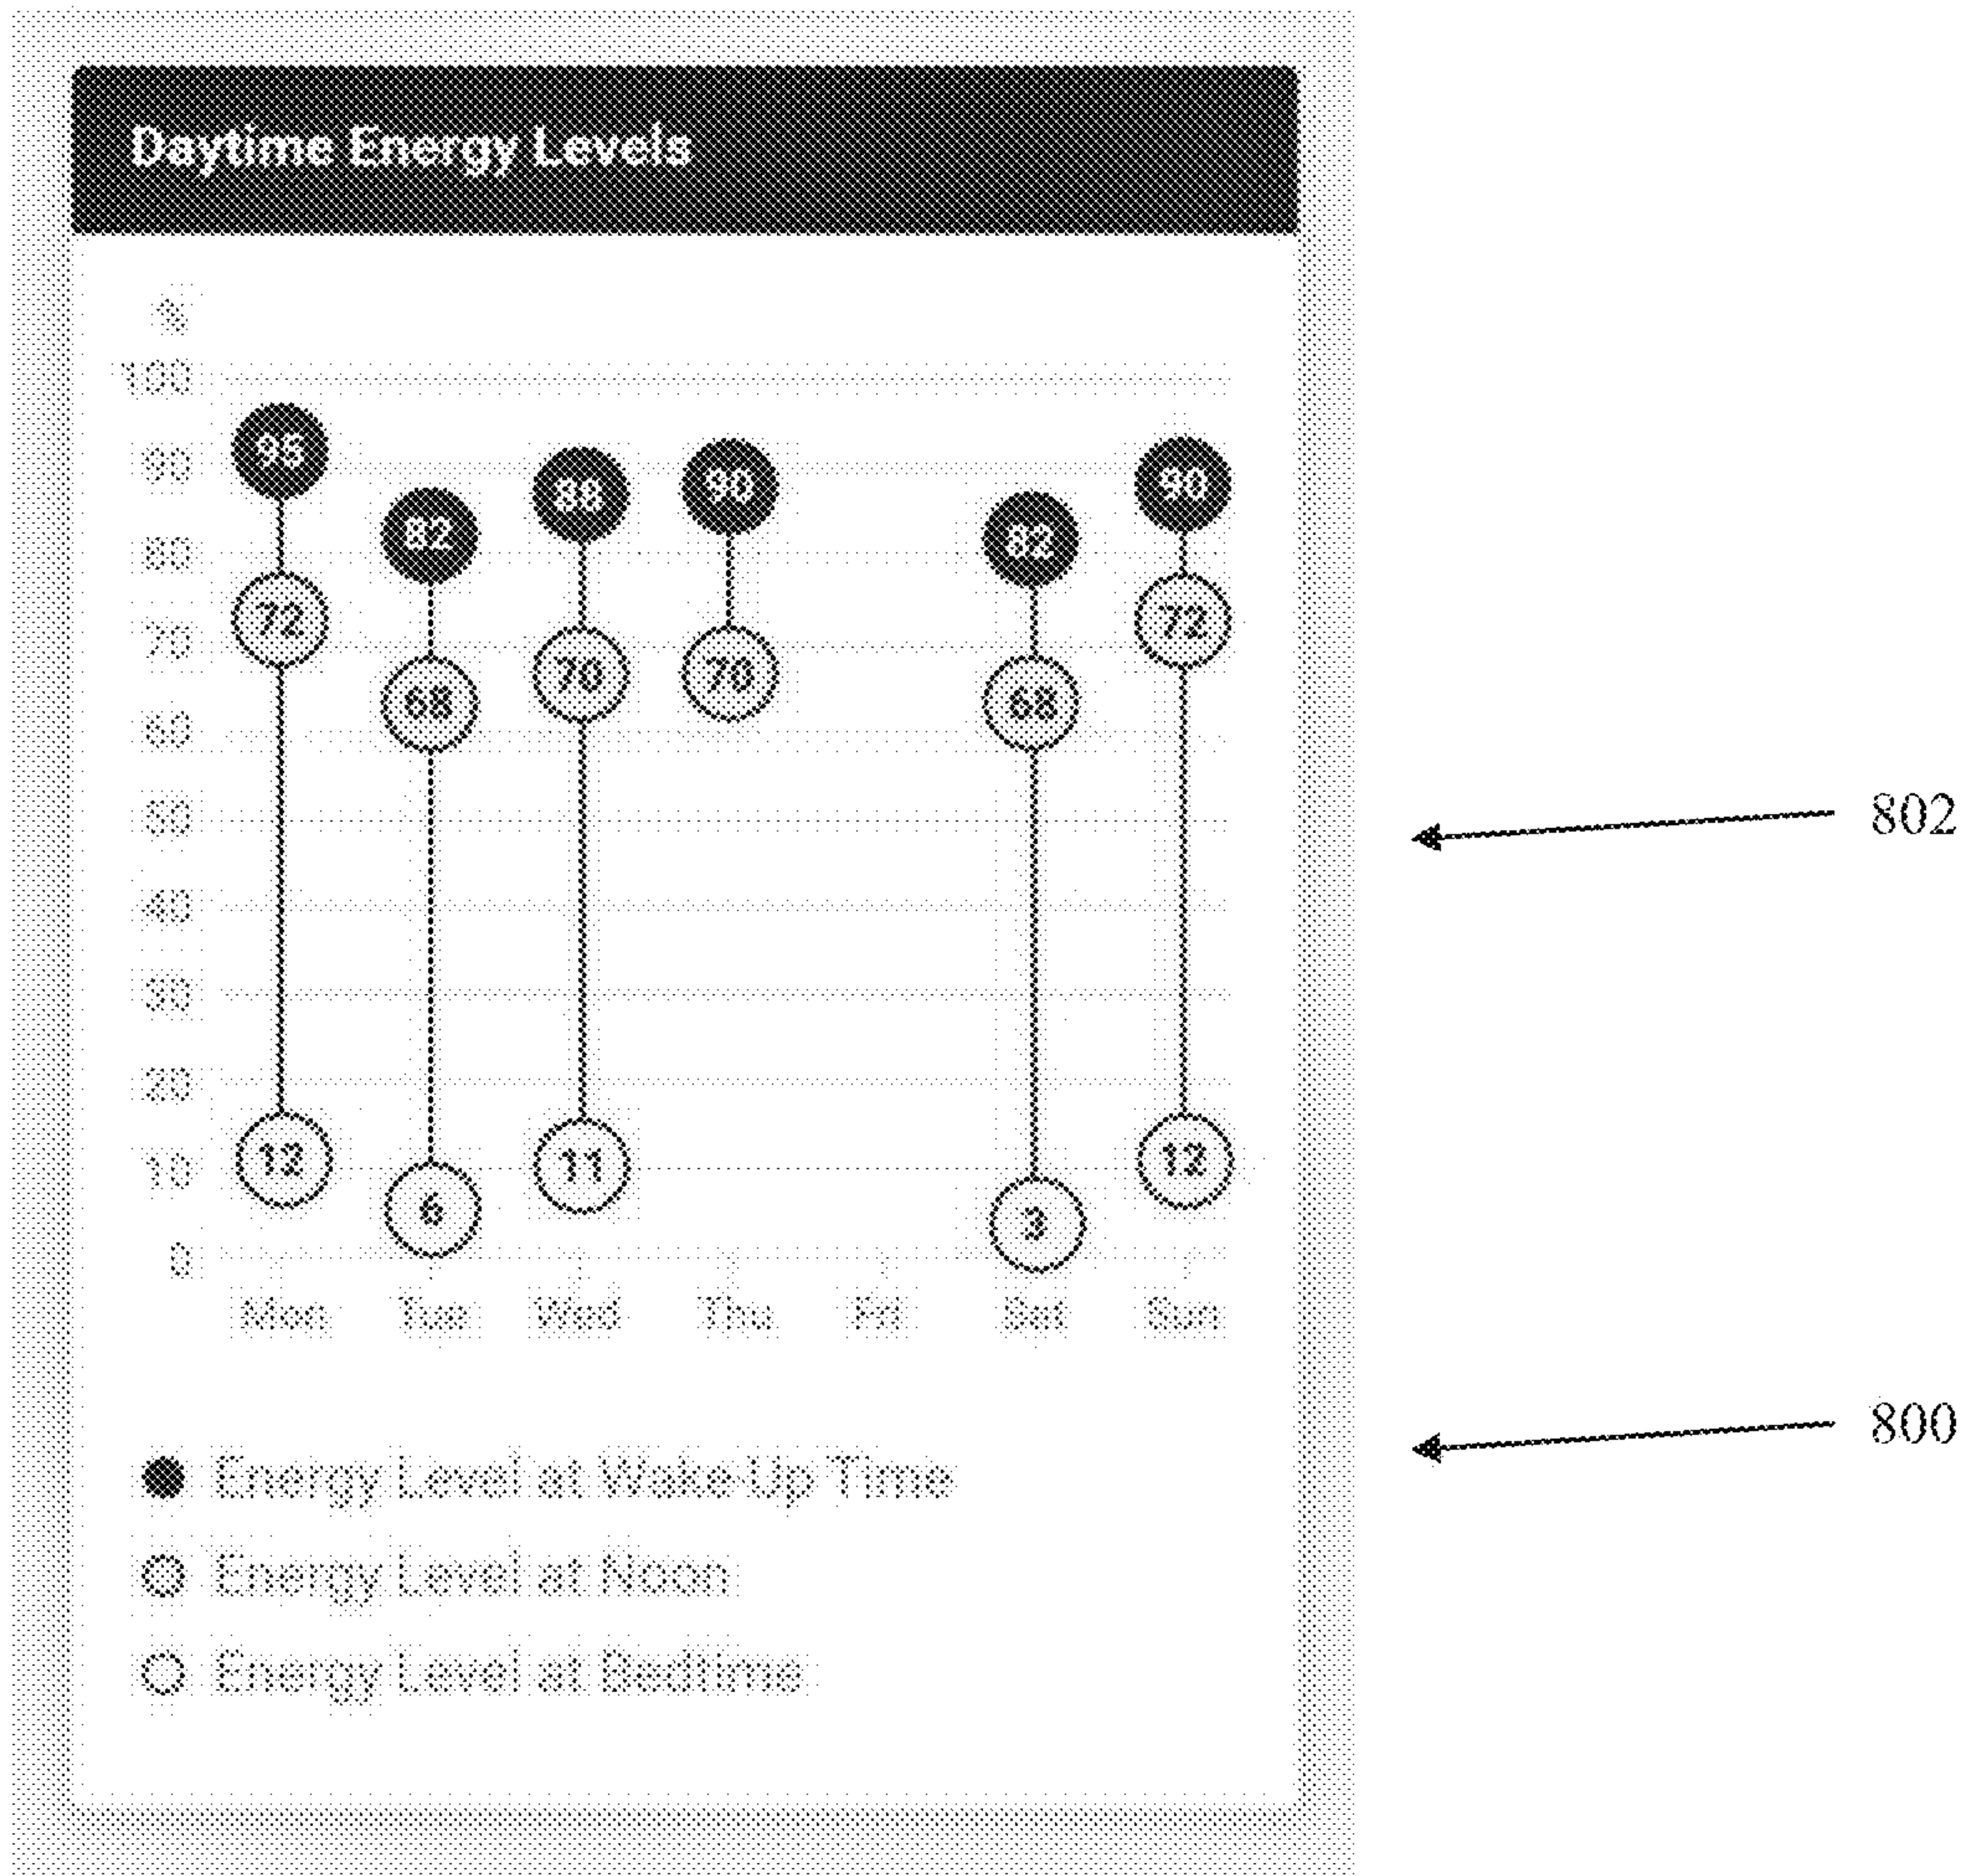 Daytime Energy Levels
%
100
90
80
70
60
50
40
30
20
10
0
95 82 88 90 82 90
72 68 70 70 68 72
12 6 11 3 12
Mon Tue Wed Thu Fri Sat Sun
Energy Level at Wake Up Time
Energy Level at Noon
Energy Level at Bedtime
802
800